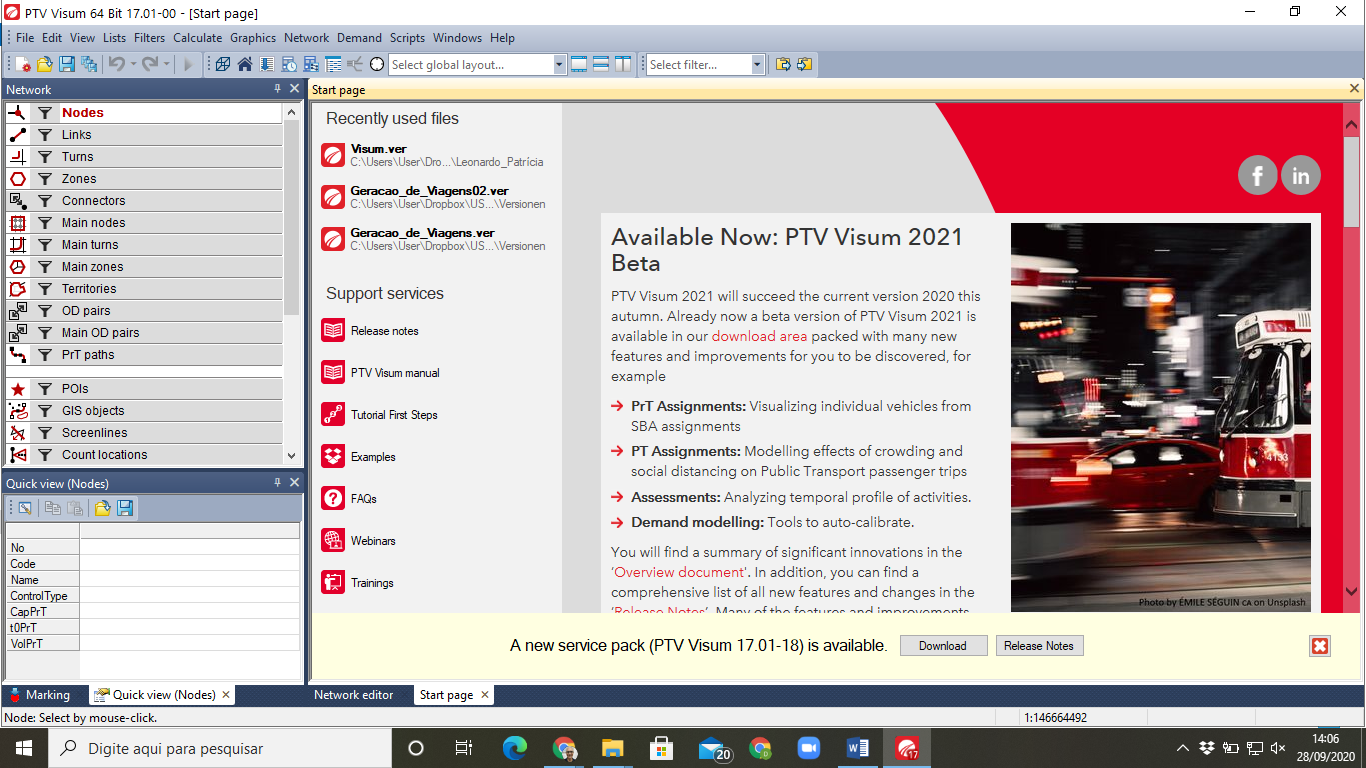 PTV Visum 64 Bit 17.01-00 - [Start page]
File Edit View Lists Filters Calculate Graphics Network Demand Scripts Windows Help
Select global layout...
Select filter...
Network
Nodes
Links
Turns
Zones
Connectors
Main nodes
Main turns
Main zones
Territories
OD pairs
Main OD pairs
PrT paths
POIs
GIS objects
Screenlines
Count locations
Quick view (Nodes)
No
Code
Name
ControlType
CapPrT
t0PrT
VolPrT
Marking
Quick view (Nodes)
Start page
Recently used files
Visum.ver
C:\Users\User\Dro...\Leonardo_Patrícia
Geracao_de_Viagens02.ver
C:\Users\User\Dropbox\US...\Versionen
Geracao_de_Viagens.ver
C:\Users\User\Dropbox\US...\Versionen
Support services
Release notes
PTV Visum manual
Tutorial First Steps
Examples
FAQs
Webinars
Trainings
f in
Available Now: PTV Visum 2021
Beta
PTV Visum 2021 will succeed the current version 2020 this
autumn. Already now a beta version of PTV Visum 2021 is
available in our download area packed with many new
features and improvements for you to be discovered, for
example
PrT Assignments: Visualizing individual vehicles from
SBA assignments
PT Assignments: Modelling effects of crowding and
social distancing on Public Transport passenger trips
Assessments: Analyzing temporal profile of activities.
Demand modelling: Tools to auto-calibrate.
You will find a summary of significant innovations in the
'Overview document'. In addition, you can find a
comprehensive list of all new features and changes in the
'Release Notes'. Many of the features and improvements
4133
Photo by ÉMILE SÉGUIN CA on Unsplash
A new service pack (PTV Visum 17.01-18) is available.
Download
Release Notes
Network editor
Start page
Node: Select by mouse-click.
1:146664492
Digite aqui para pesquisar
20
17
14:06
28/09/2020